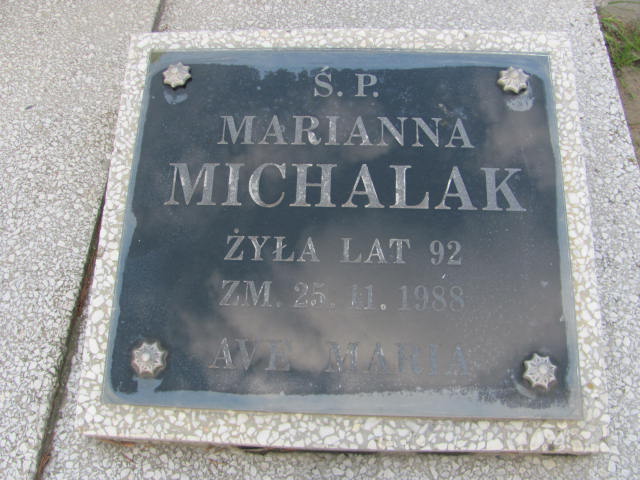 Ś.P.
MARIANNA
MICHALAK
ŻYŁA LAT 92
ZM. 25. 11. 1988
AVE MARIA